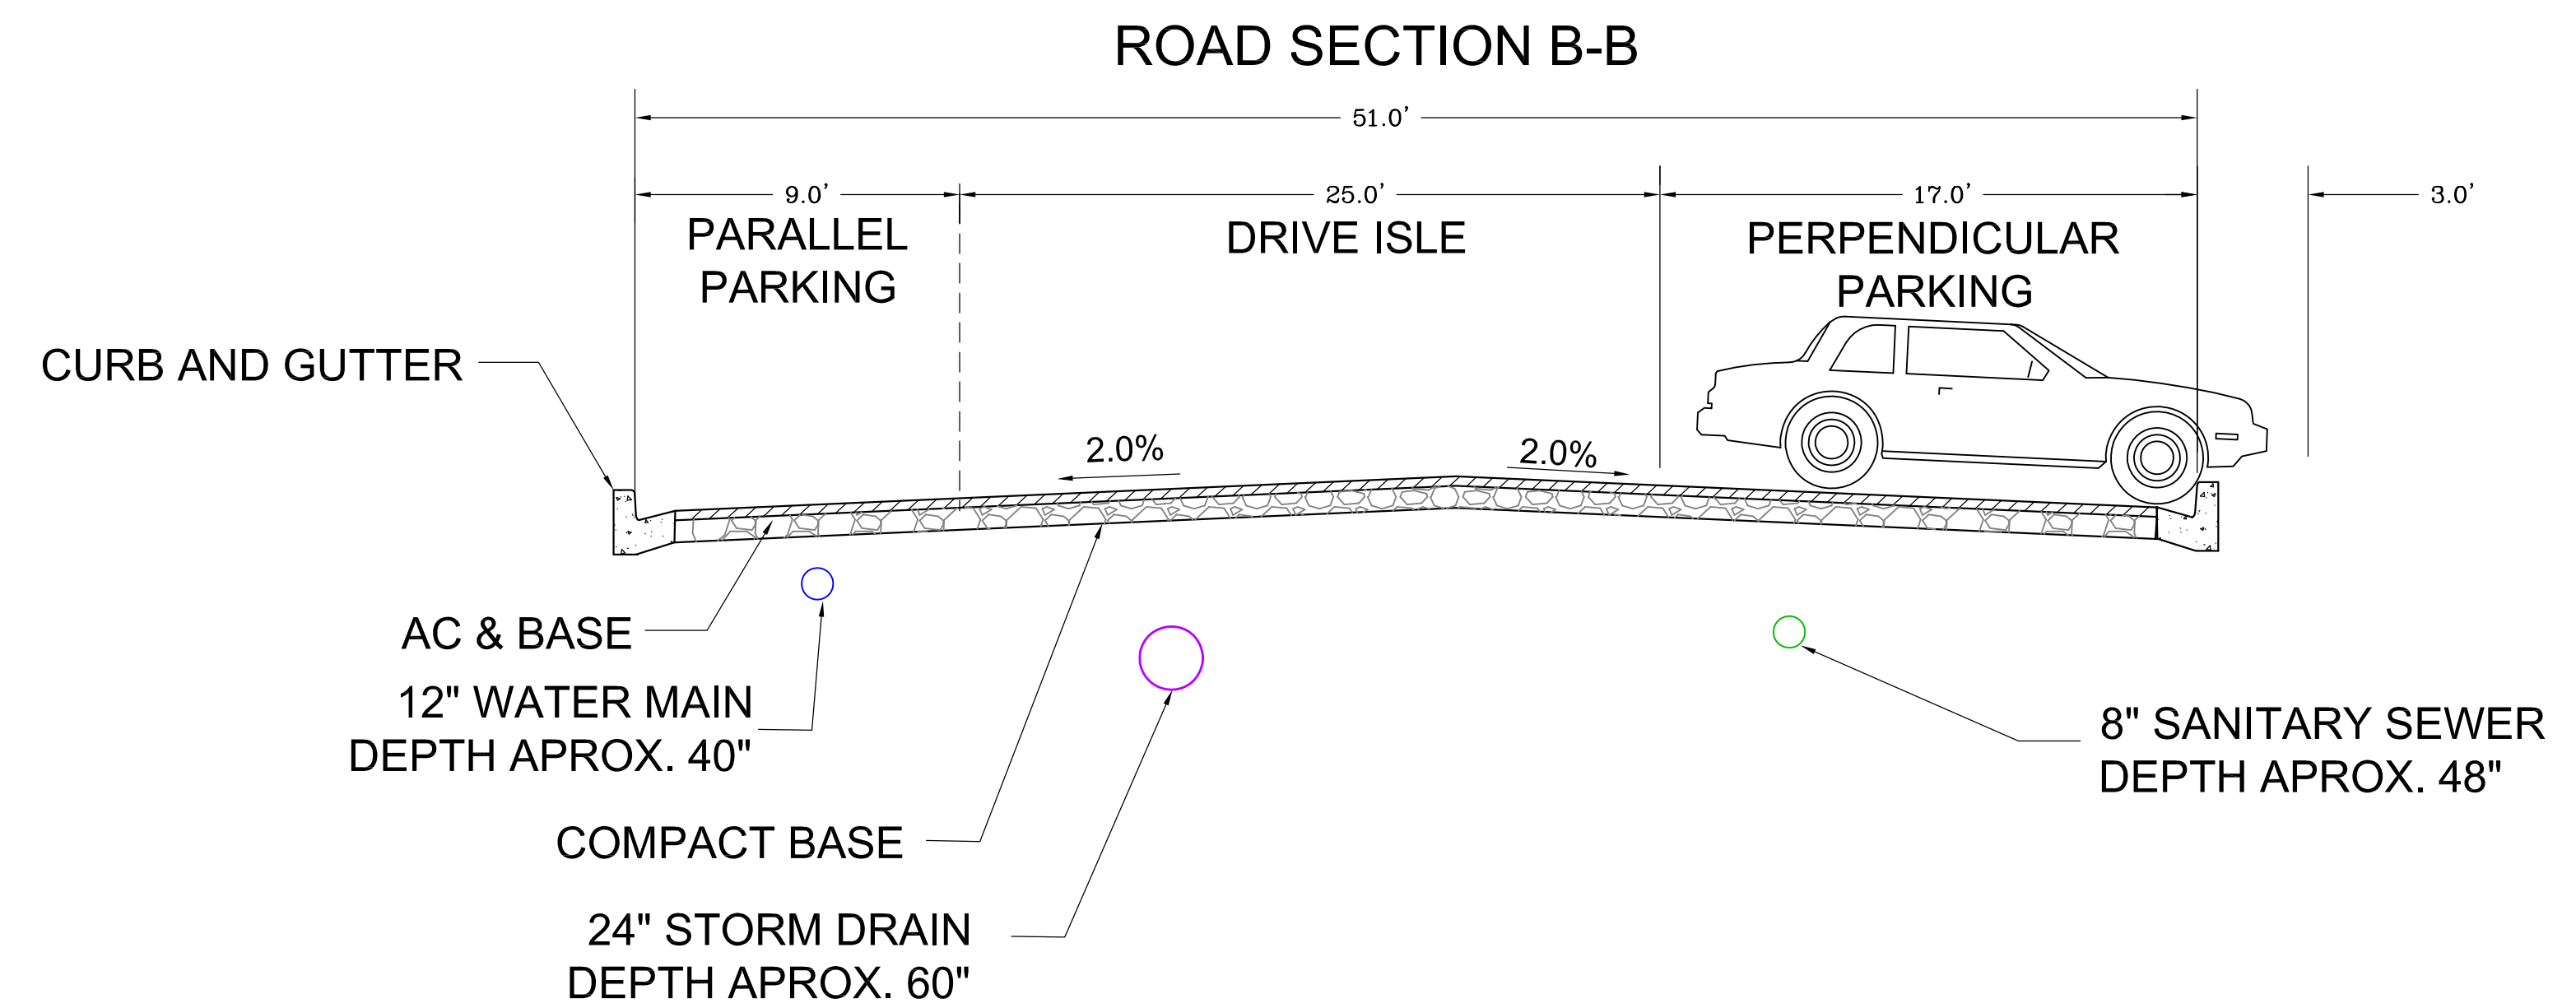 ROAD SECTION B-B
51.0'
9.0'
25.0'
17.0'
3.0'
PARALLEL
PARKING
DRIVE ISLE
PERPENDICULAR
PARKING
CURB AND GUTTER
2.0%
2.0%
AC & BASE
12" WATER MAIN
DEPTH APROX. 40"
8" SANITARY SEWER
DEPTH APROX. 48"
COMPACT BASE
24" STORM DRAIN
DEPTH APROX. 60"